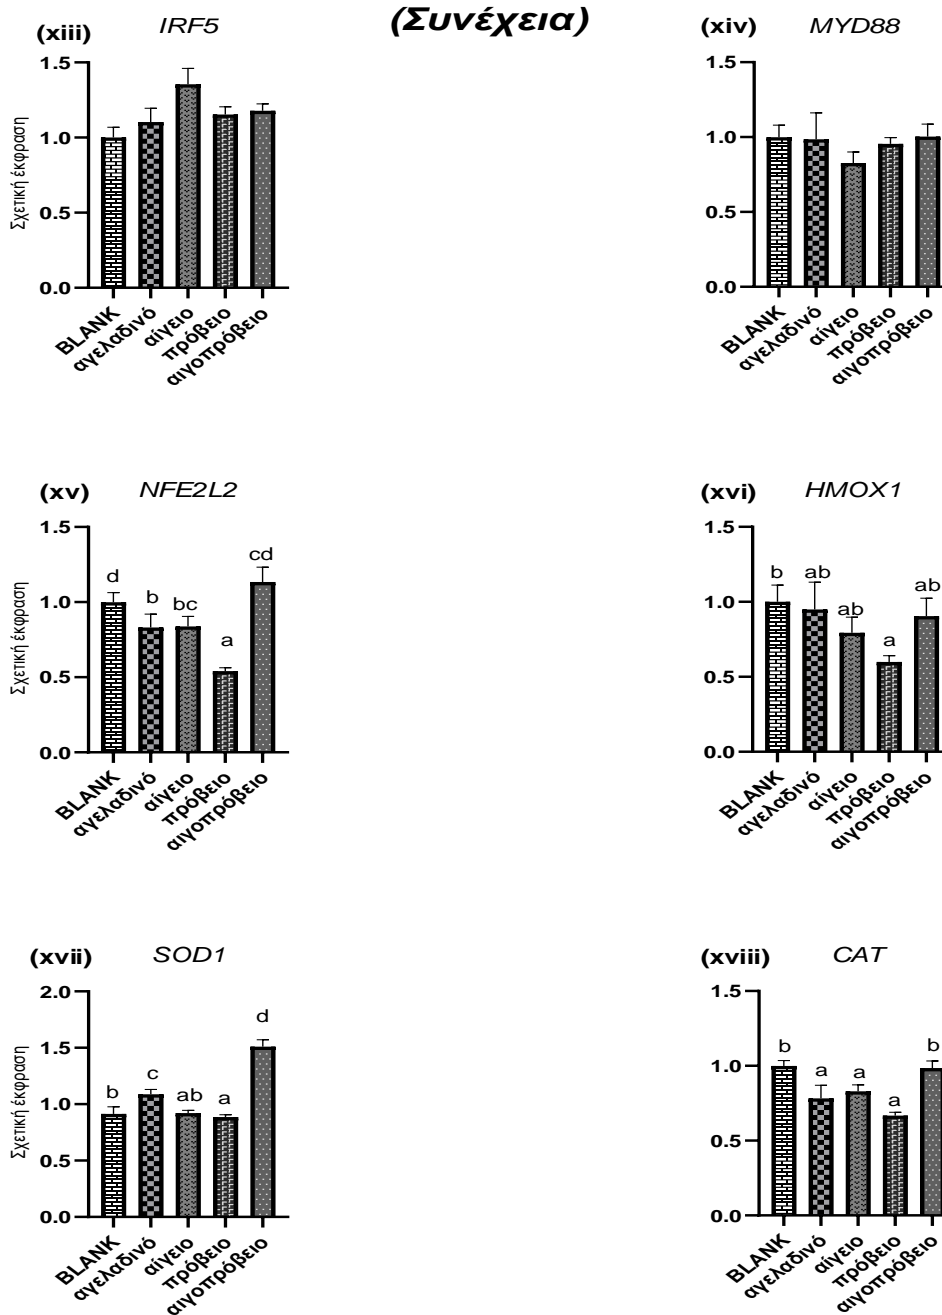 (Συνέχεια)
(xiii) IRF5
Σχετική έκφραση
1.5
1.0
0.5
0.0
BLANK
αγελαδινό
αίγειο
πρόβειο
αιγοπρόβειο
(xiv) MYD88
1.5
1.0
0.5
0.0
BLANK
αγελαδινό
αίγειο
πρόβειο
αιγοπρόβειο
(xv) NFE2L2
Σχετική έκφραση
1.5
1.0
0.5
0.0
d b bc a cd
BLANK
αγελαδινό
αίγειο
πρόβειο
αιγοπρόβειο
(xvi) HMOX1
1.5
1.0
0.5
0.0
b ab ab a ab
BLANK
αγελαδινό
αίγειο
πρόβειο
αιγοπρόβειο
(xvii) SOD1
Σχετική έκφραση
2.0
1.5
1.0
0.5
0.0
b c ab a d
BLANK
αγελαδινό
αίγειο
πρόβειο
αιγοπρόβειο
(xviii) CAT
1.5
1.0
0.5
0.0
b a a a b
BLANK
αγελαδινό
αίγειο
πρόβειο
αιγοπρόβειο